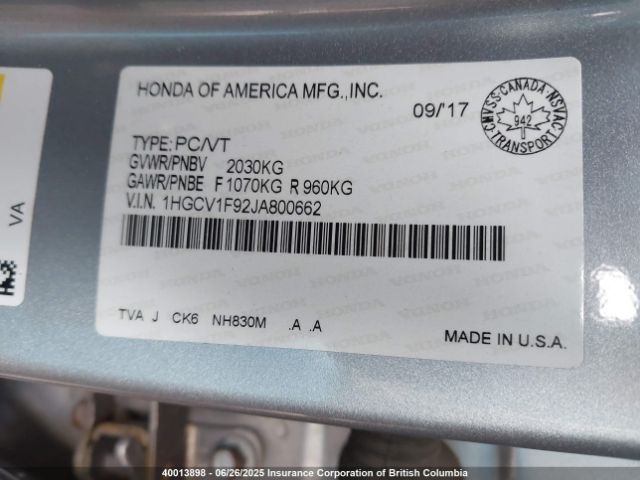 HONDA OF AMERICA MFG.,INC.
09/'17
CMVSS·CANADA·NSVAC
942
TRANSPORT
TYPE: PC/VT
GVWR/PNBV 2030KG
GAWR/PNBE F 1070KG R 960KG
V.I.N. 1HGCV1F92JA800662
VA
TVA J CK6 NH830M .A .A
MADE IN U.S.A.
40013898 - 06/26/2025 Insurance Corporation of British Columbia